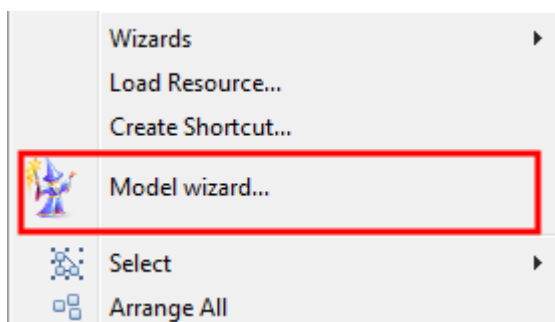 Wizards
Load Resource...
Create Shortcut...
Model wizard...
Select
Arrange All